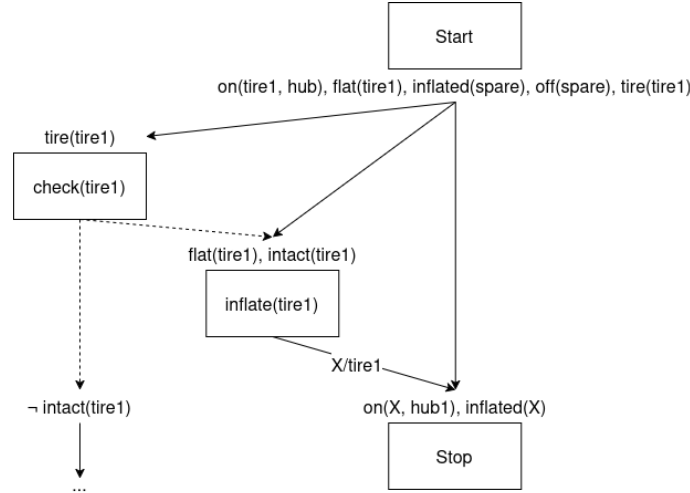 Start
on(tire1, hub), flat(tire1), inflated(spare), off(spare), tire(tire1)
tire(tire1)
check(tire1)
flat(tire1), intact(tire1)
inflate(tire1)
X/tire1
¬ intact(tire1)
on(X, hub1), inflated(X)
Stop
...